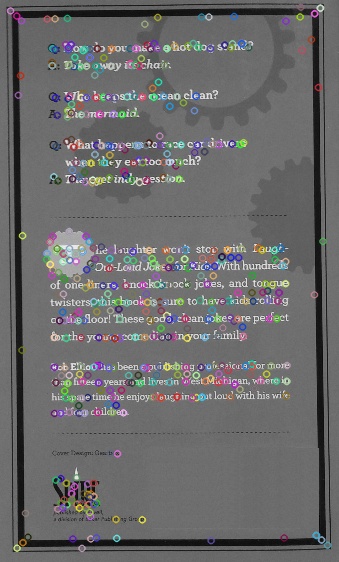 Q: How do you make a hot dog stand?
A: Take away its chair.
Q: Who keeps the ocean clean?
A: The mermaid.
Q: What happens to race car drivers
when they eat too much?
A: They get indy-gestion.
The laughter won't stop with Laugh-
Out-Loud Jokes for Kids. With hundreds
of one-liners, knock-knock jokes, and tongue
twisters, this book is sure to have kids rolling
on the floor! These good clean jokes are perfect
for the young comedian in your family.
Rob Elliott has been a publishing professional for more
than fifteen years and lives in West Michigan, where in
his spare time he enjoys laughing out loud with his wife
and four children.
Cover Design:
a division of Baker Publishing Group